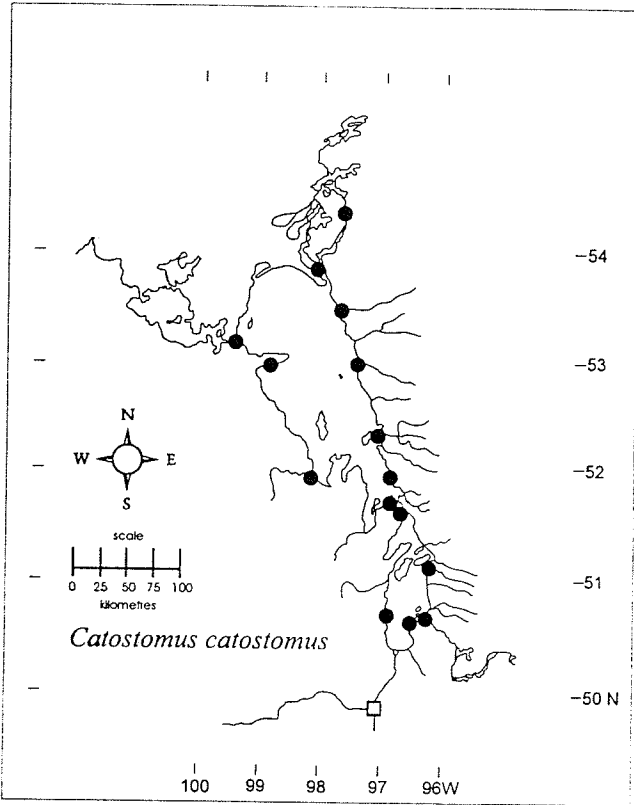 –54
–53
N
W E
S
–52
scale
0 25 50 75 100
kilometres
–51
Catostomus catostomus
–50 N
100 99 98 97 96W